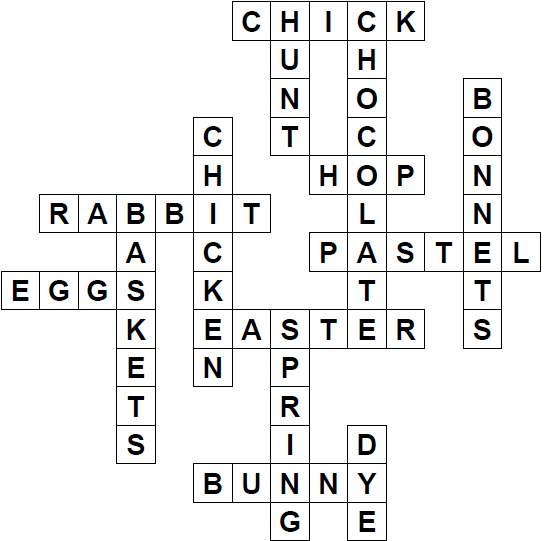 CHICK
HUNT
CHOCOLATE
BONNETS
CHICKEN
HOP
RABBIT
BASKETS
PASTEL
EGGS
EASTER
SPRING
DYE
BUNNY